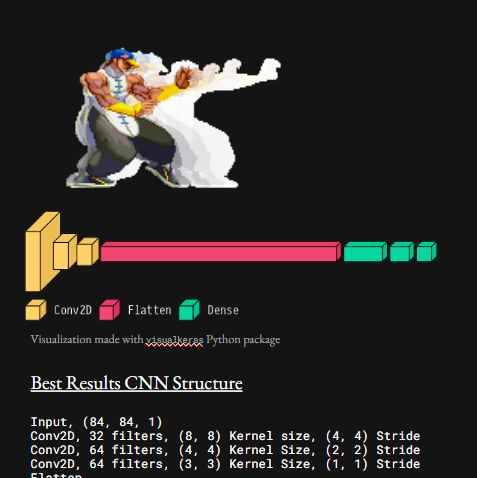 Conv2D Flatten Dense
Visualization made with visualkeras Python package
Best Results CNN Structure
Input, (84, 84, 1)
Conv2D, 32 filters, (8, 8) Kernel size, (4, 4) Stride
Conv2D, 64 filters, (4, 4) Kernel Size, (2, 2) Stride
Conv2D, 64 filters, (3, 3) Kernel Size, (1, 1) Stride
Flatten